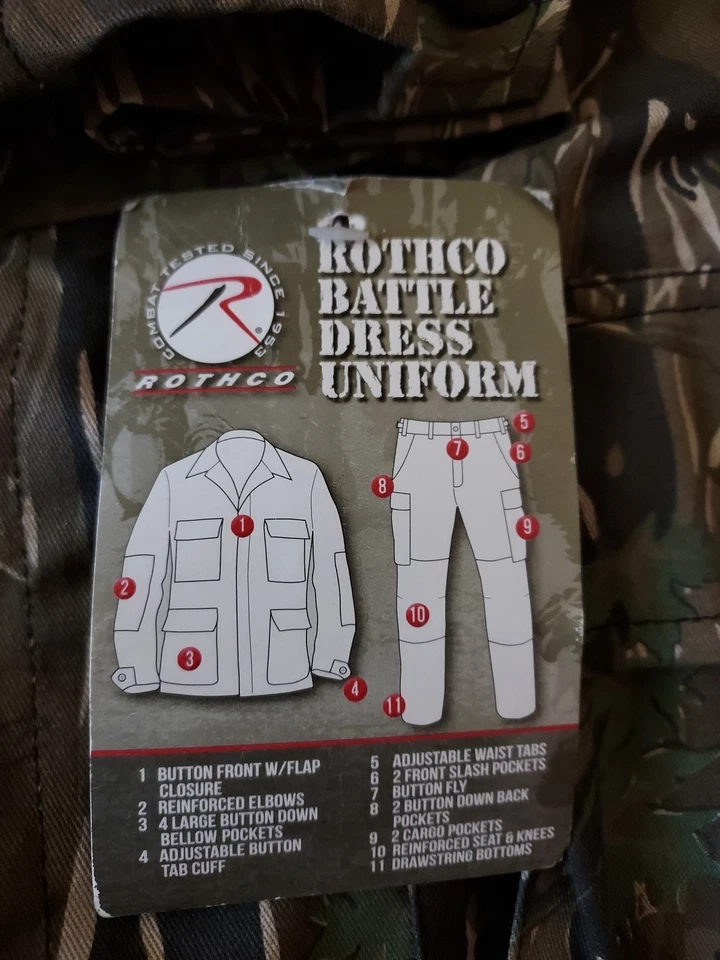 COMBAT TESTED SINCE 1953
R
®
ROTHCO
ROTHCO
BATTLE
DRESS
UNIFORM
5
7
6
8
1
9
2
10
3
4
11
1 BUTTON FRONT W/FLAP
CLOSURE
2 REINFORCED ELBOWS
3 4 LARGE BUTTON DOWN
BELLOW POCKETS
4 ADJUSTABLE BUTTON
TAB CUFF
5 ADJUSTABLE WAIST TABS
6 2 FRONT SLASH POCKETS
7 BUTTON FLY
8 2 BUTTON DOWN BACK
POCKETS
9 2 CARGO POCKETS
10 REINFORCED SEAT & KNEES
11 DRAWSTRING BOTTOMS